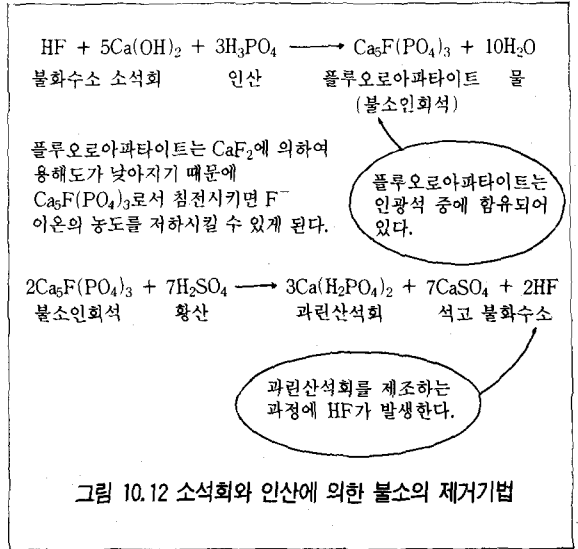 HF + 5Ca(OH)₂ + 3H₃PO₄ ⟶ Ca₅F(PO₄)₃ + 10H₂O
불화수소 소석회 인산 플루오로아파타이트 물
(불소인회석)
플루오로아파타이트는 CaF₂에 의하여
용해도가 낮아지기 때문에
Ca₅F(PO₄)₃로서 침전시키면 F⁻
이온의 농도를 저하시킬 수 있게 된다.
플루오로아파타이트는
인광석 중에 함유되어
있다.
2Ca₅F(PO₄)₃ + 7H₂SO₄ ⟶ 3Ca(H₂PO₄)₂ + 7CaSO₄ + 2HF
불소인회석 황산 과린산석회 석고 불화수소
과린산석회를 제조하는
과정에 HF가 발생한다.
그림 10.12 소석회와 인산에 의한 불소의 제거기법